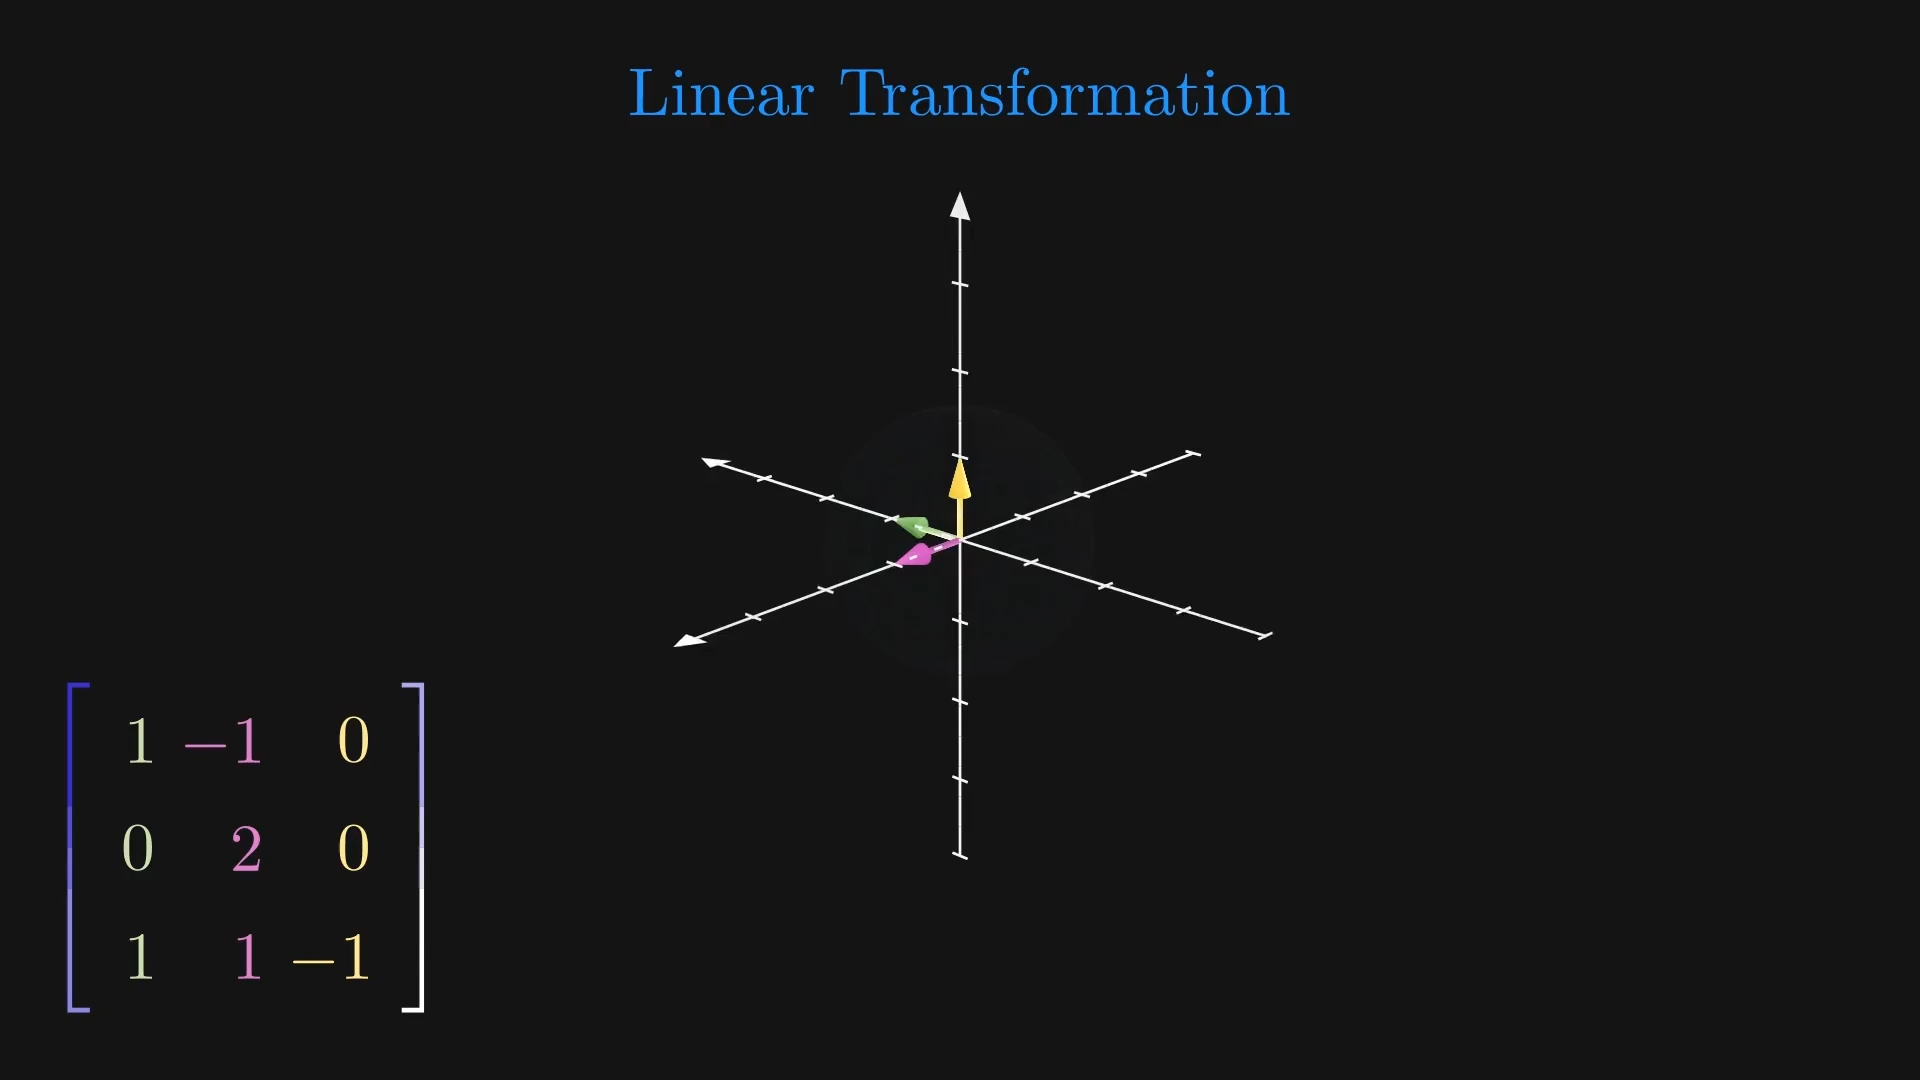 Linear Transformation
1 −1 0
0 2 0
1 1 −1